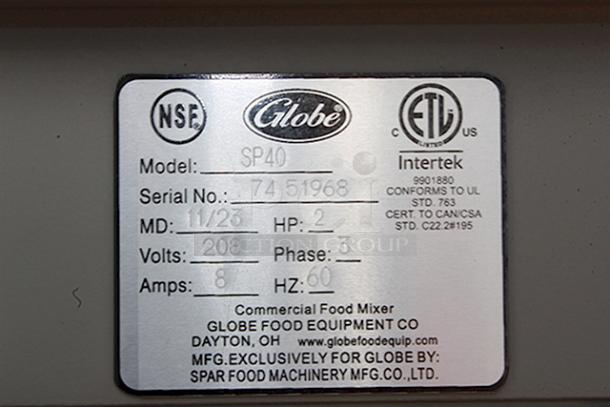 NSF®
Globe®
ETL LISTED
C US
Intertek
9901880
CONFORMS TO UL
STD. 763
CERT. TO CAN/CSA
STD. C22.2#195
Model: SP40
Serial No.: 7451968
MD: 11/23 HP: 2
Volts: 208 Phase: 3
Amps: 8 HZ: 60
Commercial Food Mixer
GLOBE FOOD EQUIPMENT CO
DAYTON, OH www.globefoodequip.com
MFG.EXCLUSIVELY FOR GLOBE BY:
SPAR FOOD MACHINERY MFG.CO.,LTD.
AUCTION GROUP